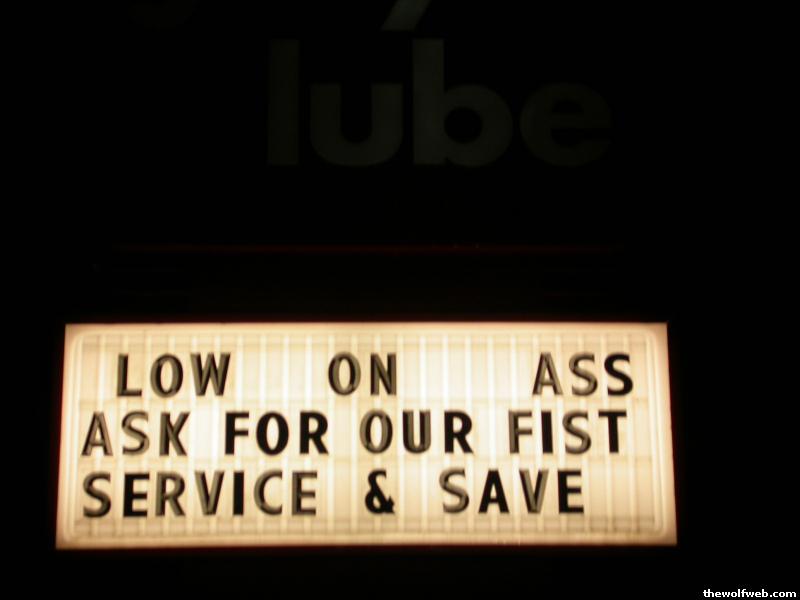 lube
LOW ON ASS
ASK FOR OUR FIST
SERVICE & SAVE
thewolfweb.com